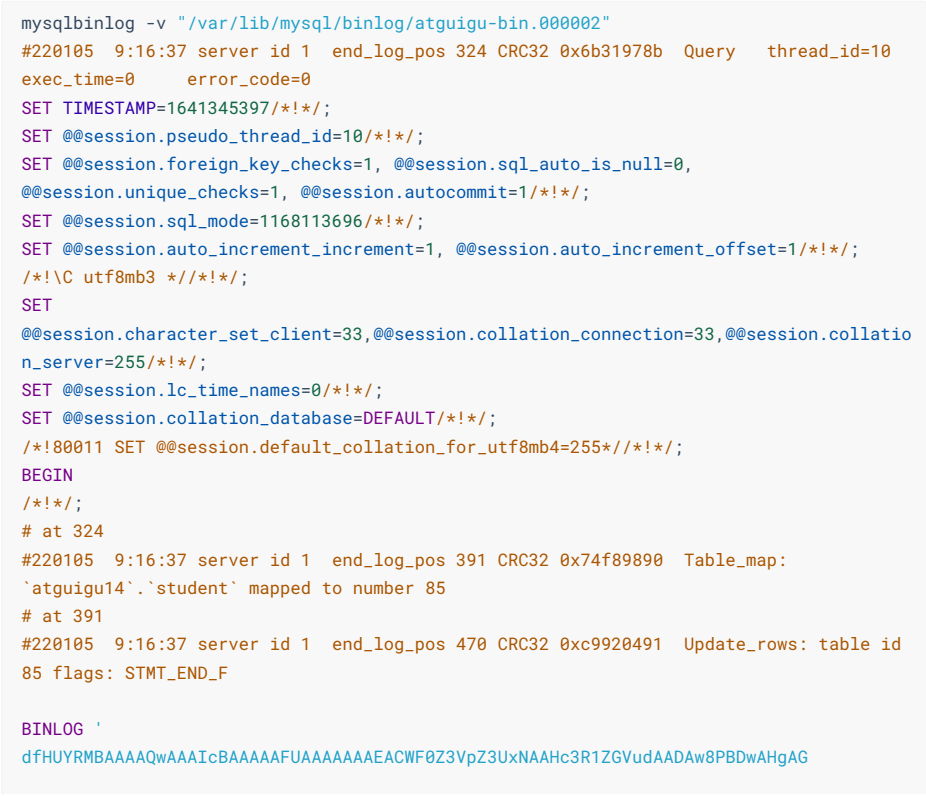 mysqlbinlog -v "/var/lib/mysql/binlog/atguigu-bin.000002"
#220105  9:16:37 server id 1  end_log_pos 324 CRC32 0x6b31978b  Query   thread_id=10
exec_time=0     error_code=0
SET TIMESTAMP=1641345397/*!*/;
SET @@session.pseudo_thread_id=10/*!*/;
SET @@session.foreign_key_checks=1, @@session.sql_auto_is_null=0,
@@session.unique_checks=1, @@session.autocommit=1/*!*/;
SET @@session.sql_mode=1168113696/*!*/;
SET @@session.auto_increment_increment=1, @@session.auto_increment_offset=1/*!*/;
/*!\C utf8mb3 *//*!*/;
SET
@@session.character_set_client=33,@@session.collation_connection=33,@@session.collatio
n_server=255/*!*/;
SET @@session.lc_time_names=0/*!*/;
SET @@session.collation_database=DEFAULT/*!*/;
/*!80011 SET @@session.default_collation_for_utf8mb4=255*//*!*/;
BEGIN
/*!*/;
# at 324
#220105  9:16:37 server id 1  end_log_pos 391 CRC32 0x74f89890  Table_map:
`atguigu14`.`student` mapped to number 85
# at 391
#220105  9:16:37 server id 1  end_log_pos 470 CRC32 0xc9920491  Update_rows: table id
85 flags: STMT_END_F
BINLOG '
dfHUYRMBAAAAQwAAAIcBAAAAAFUAAAAAAAEACWF0Z3VpZ3UxNAAHc3R1ZGVudAADAw8PBDwAHgAG